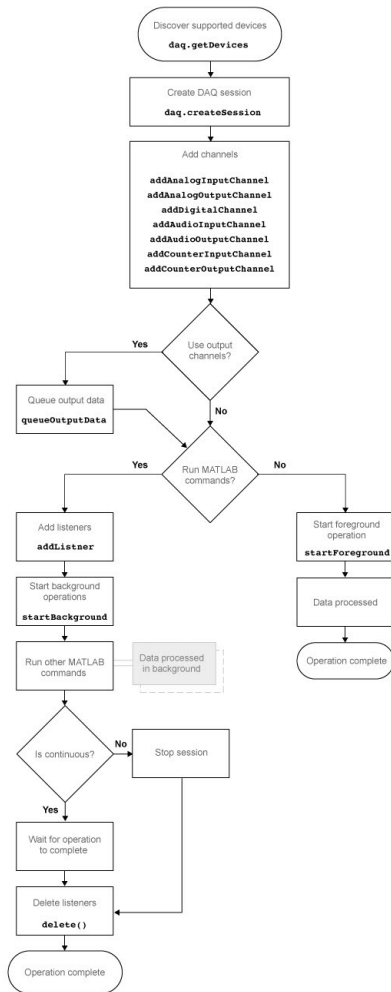 Discover supported devices
daq.getDevices
Create DAQ session
daq.createSession
Add channels
addAnalogInputChannel
addAnalogOutputChannel
addDigitalChannel
addAudioInputChannel
addAudioOutputChannel
addCounterInputChannel
addCounterOutputChannel
Yes
Use output
channels?
Queue output data
queueOutputData
No
Yes
Run MATLAB
commands?
No
Add listeners
addListner
Start foreground
operation
startForeground
Start background
operations
startBackground
Data processed
Run other MATLAB
commands
Data processed
in background
Operation complete
Is continuous?
No
Stop session
Yes
Wait for operation
to complete
Delete listeners
delete()
Operation complete